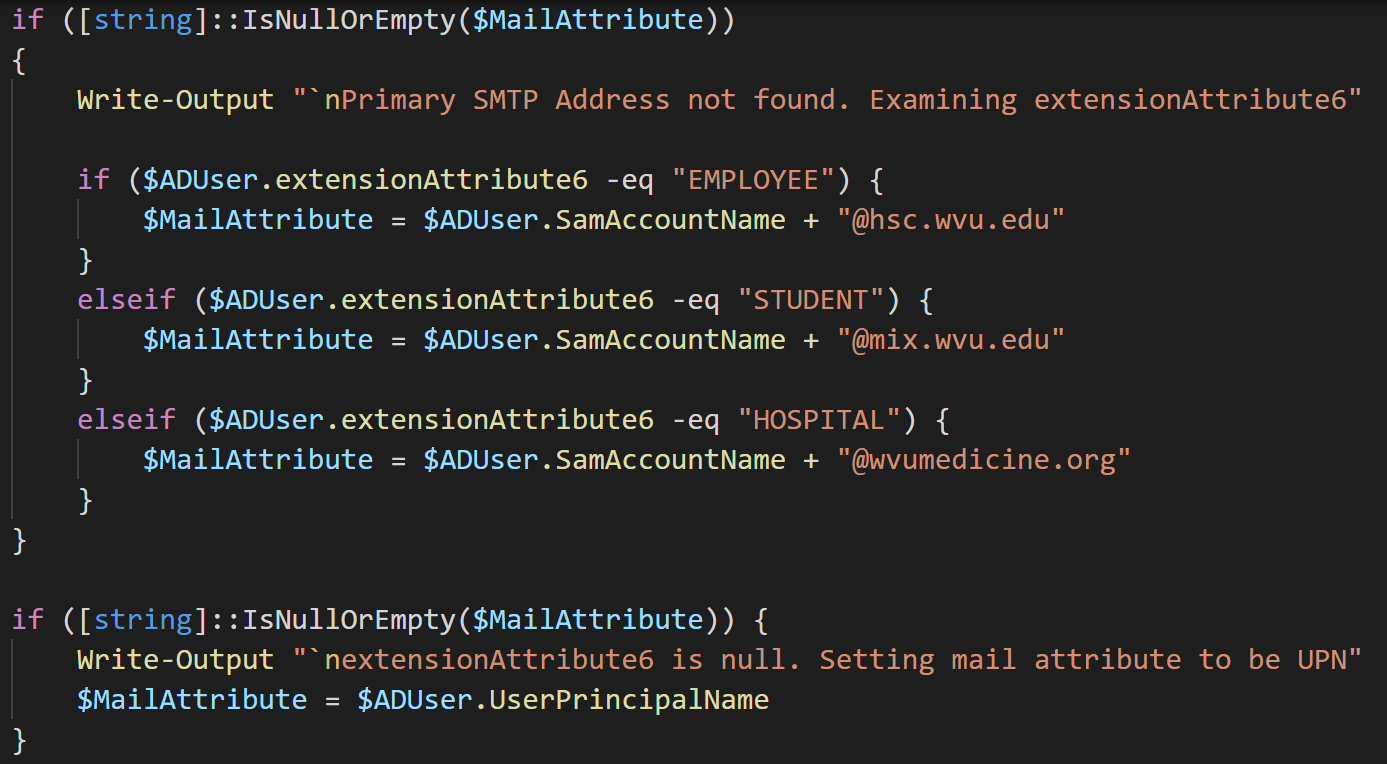 if ([string]::IsNullOrEmpty($MailAttribute))
{
    Write-Output "`nPrimary SMTP Address not found. Examining extensionAttribute6"

    if ($ADUser.extensionAttribute6 -eq "EMPLOYEE") {
        $MailAttribute = $ADUser.SamAccountName + "@hsc.wvu.edu"
    }
    elseif ($ADUser.extensionAttribute6 -eq "STUDENT") {
        $MailAttribute = $ADUser.SamAccountName + "@mix.wvu.edu"
    }
    elseif ($ADUser.extensionAttribute6 -eq "HOSPITAL") {
        $MailAttribute = $ADUser.SamAccountName + "@wvumedicine.org"
    }
}

if ([string]::IsNullOrEmpty($MailAttribute)) {
    Write-Output "`nextensionAttribute6 is null. Setting mail attribute to be UPN"
    $MailAttribute = $ADUser.UserPrincipalName
}